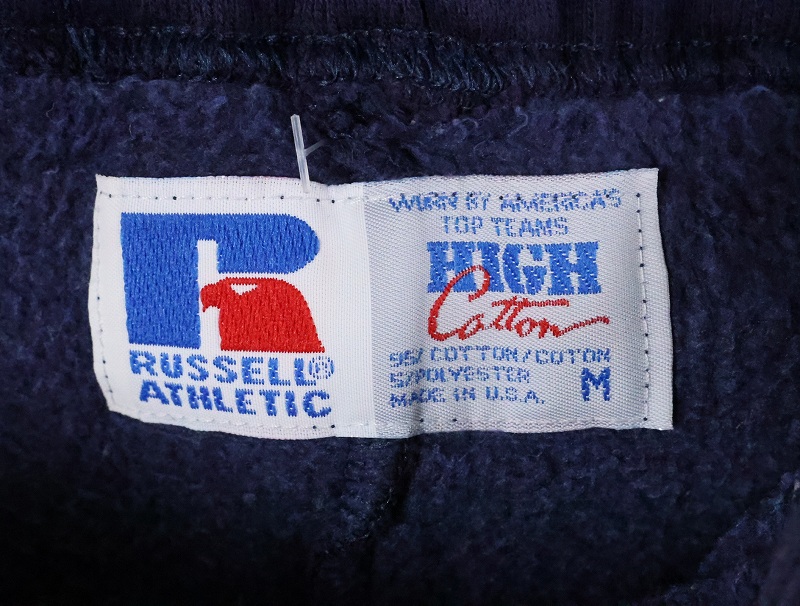 RUSSELL®
ATHLETIC
WORN BY AMERICA'S
TOP TEAMS
HIGH
Cotton
95/ COTTON/COTON
5/POLYESTER
MADE IN U.S.A.
M